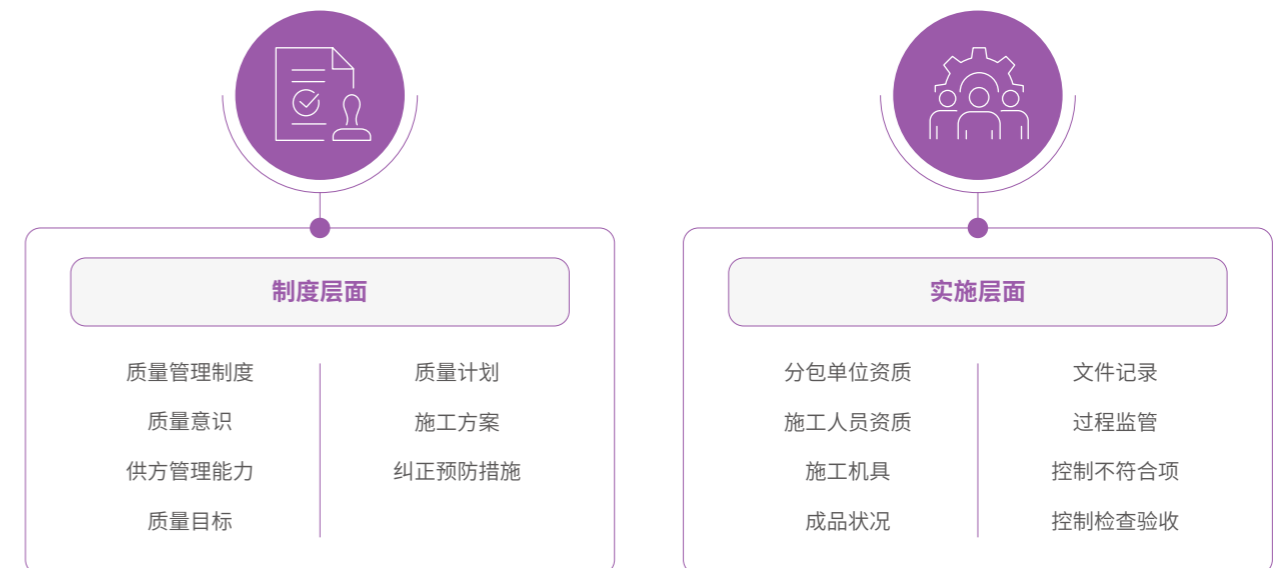 制度层面
质量管理制度
质量意识
供方管理能力
质量目标
质量计划
施工方案
纠正预防措施
实施层面
分包单位资质
施工人员资质
施工机具
成品状况
文件记录
过程监管
控制不符合项
控制检查验收